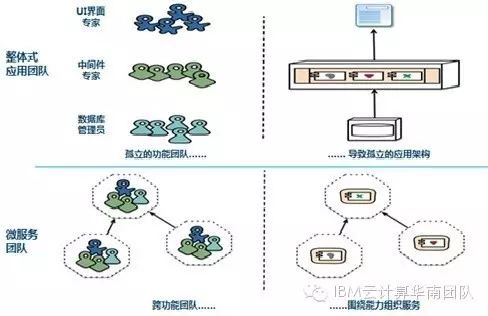 UI界面
专家
整体式
应用团队
中间件
专家
数据库
管理员
孤立的功能团队......
...... 导致孤立的应用架构
微服务
团队
跨功能团队......
......围绕能力组织服务
IBM云计算华南团队